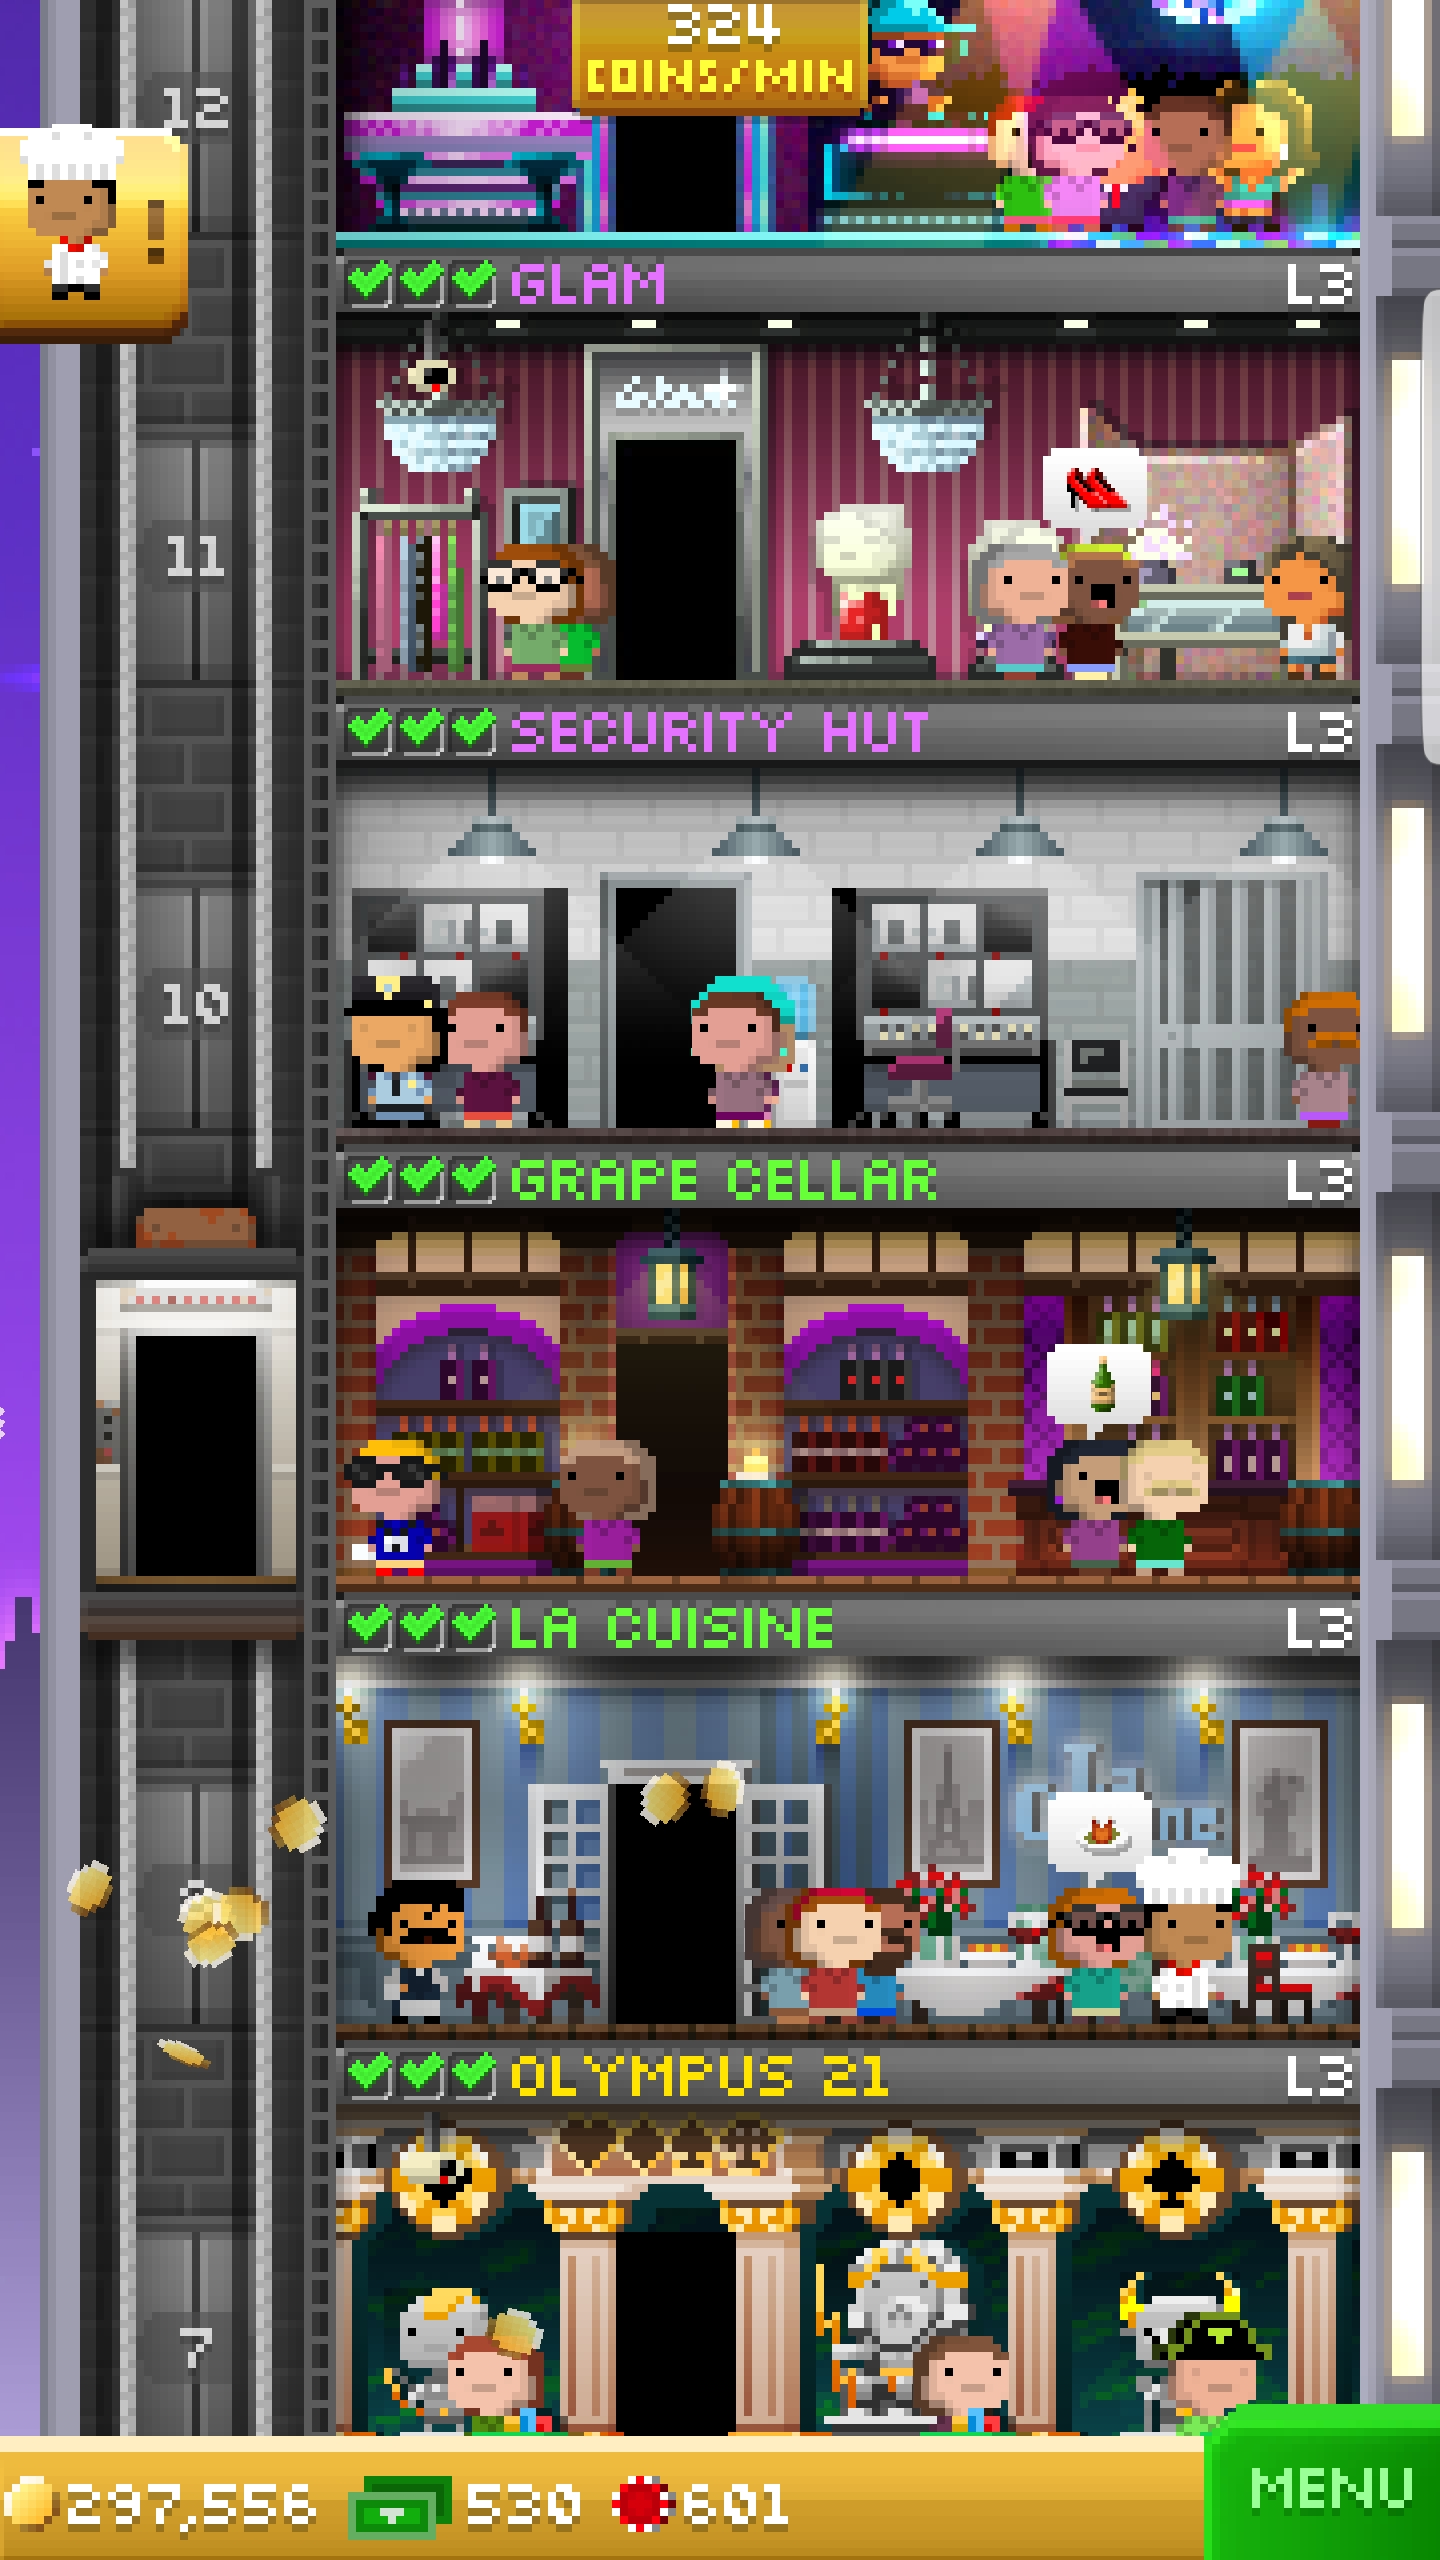 324
COINS/MIN
12
GLAM L3
11
SECURITY HUT L3
10
GRAPE CELLAR L3
LA CUISINE L3
OLYMPUS 21 L3
7
297,556 530 601 MENU